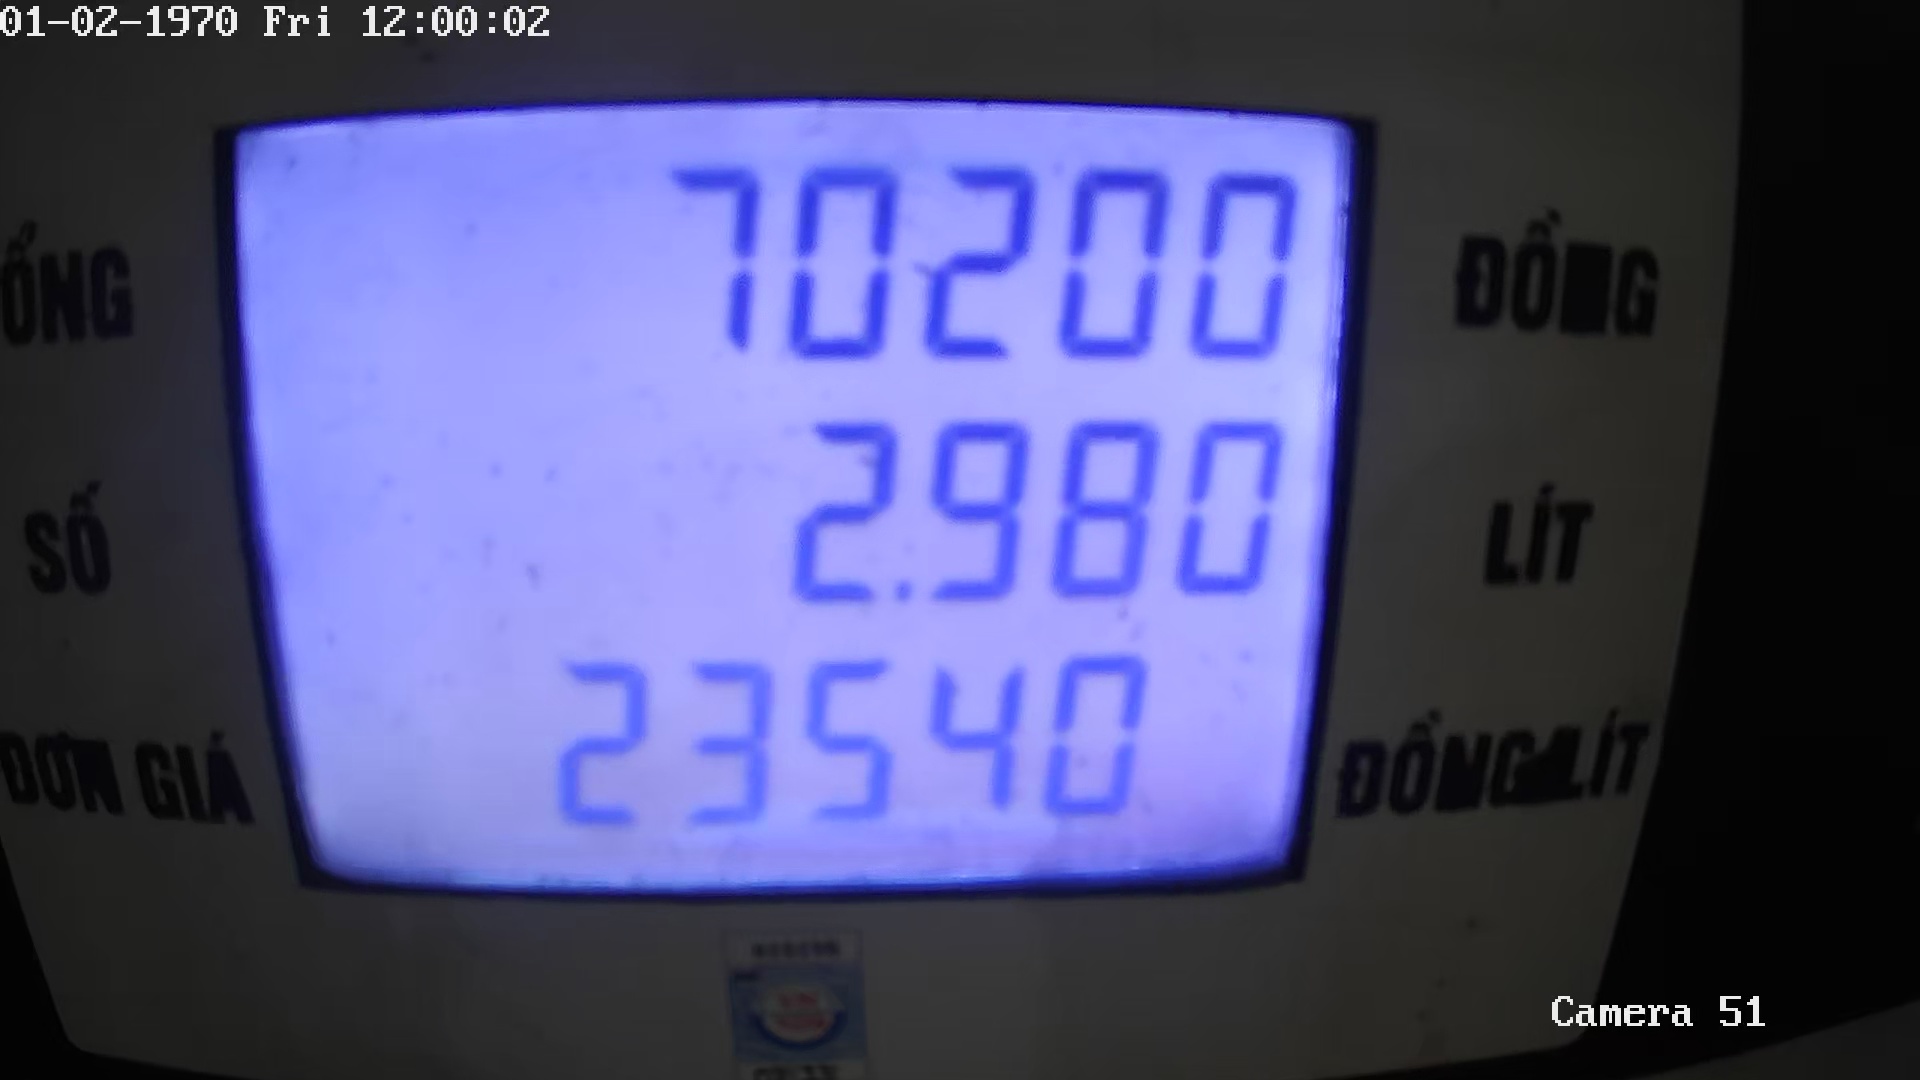 01-02-1970 Fri 12:00:02
70200 ĐỒNG
SỐ 2.980 LÍT
ĐƠN GIÁ 23540 ĐỒNG/LÍT
Camera 51